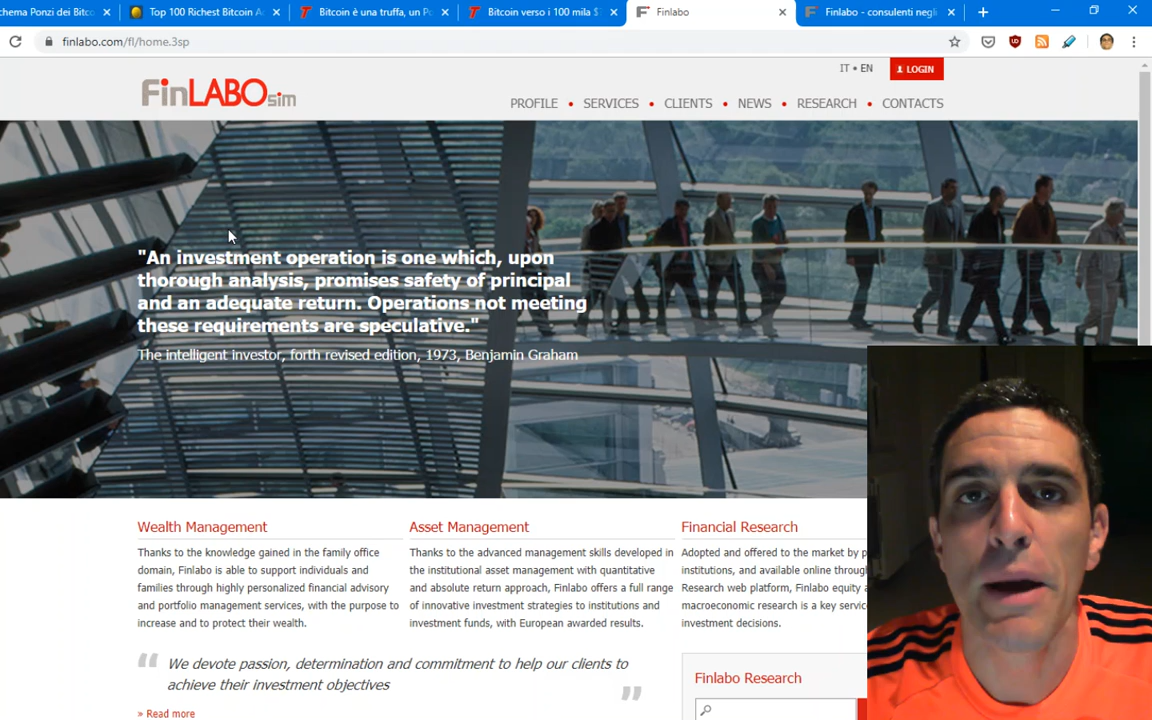 chema Ponzi dei Bitco
Top 100 Richest Bitcoin Ad
Bitcoin è una truffa, un Po
Bitcoin verso i 100 mila $
Finlabo
Finlabo - consulenti negli
finlabo.com/fl/home.3sp
IT • EN
LOGIN
FinLABOsim
PROFILE • SERVICES • CLIENTS • NEWS • RESEARCH • CONTACTS
"An investment operation is one which, upon
thorough analysis, promises safety of principal
and an adequate return. Operations not meeting
these requirements are speculative."
The intelligent investor, forth revised edition, 1973, Benjamin Graham
Wealth Management
Thanks to the knowledge gained in the family office
domain, Finlabo is able to support individuals and
families through highly personalized financial advisory
and portfolio management services, with the purpose to
increase and to protect their wealth.
Asset Management
Thanks to the advanced management skills developed in
the institutional asset management with quantitative
and absolute return approach, Finlabo offers a full range
of innovative investment strategies to institutions and
investment funds, with European awarded results.
Financial Research
Adopted and offered to the market by p
institutions, and available online through
Research web platform, Finlabo equity a
macroeconomic research is a key servic
investment decisions.
We devote passion, determination and commitment to help our clients to
achieve their investment objectives
» Read more
Finlabo Research